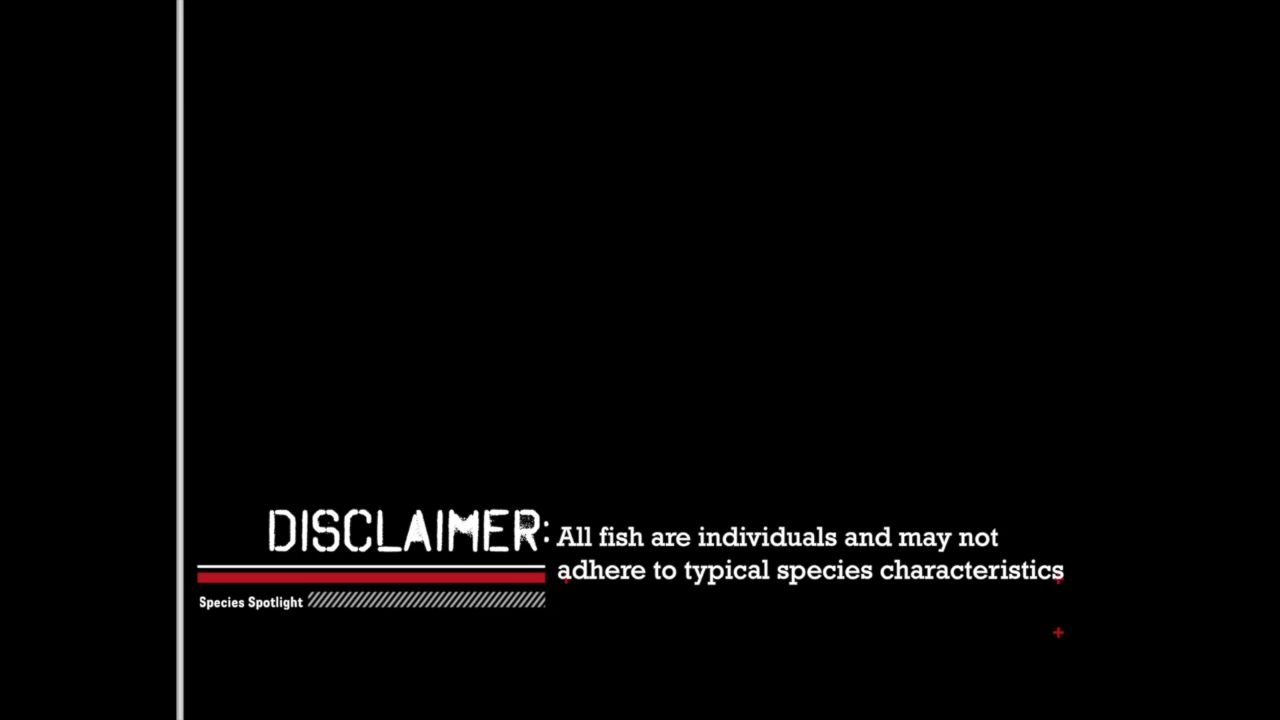 DISCLAIMER:
All fish are individuals and may not
adhere to typical species characteristics
Species Spotlight